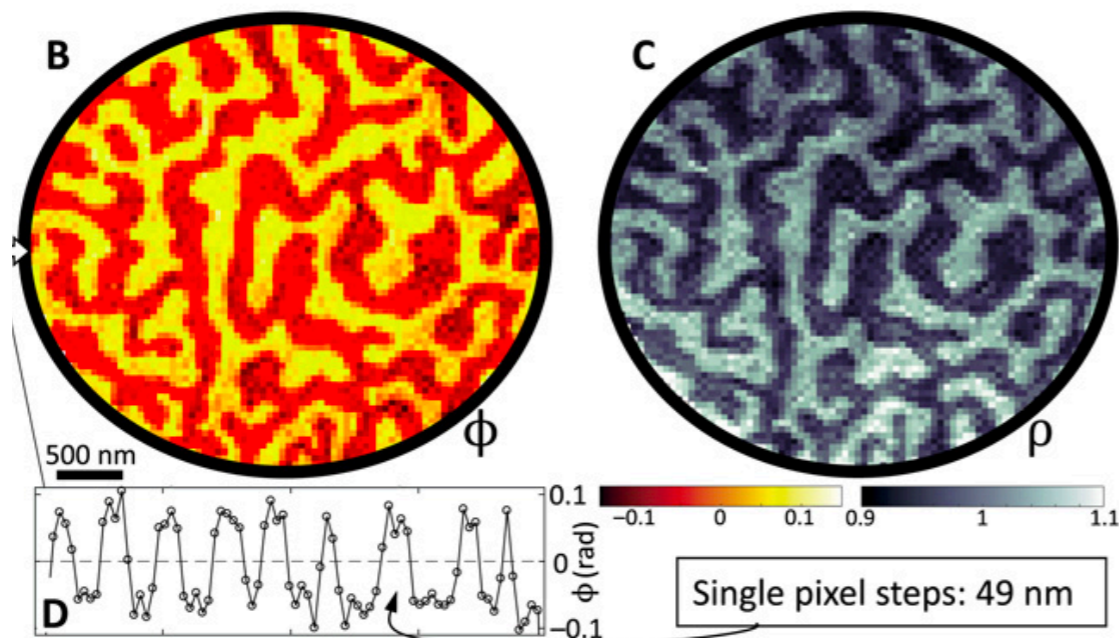 B
C
ϕ
ρ
500 nm
0.1
0
−0.1
ϕ (rad)
D
−0.1 0 0.1
0.9 1 1.1
Single pixel steps: 49 nm